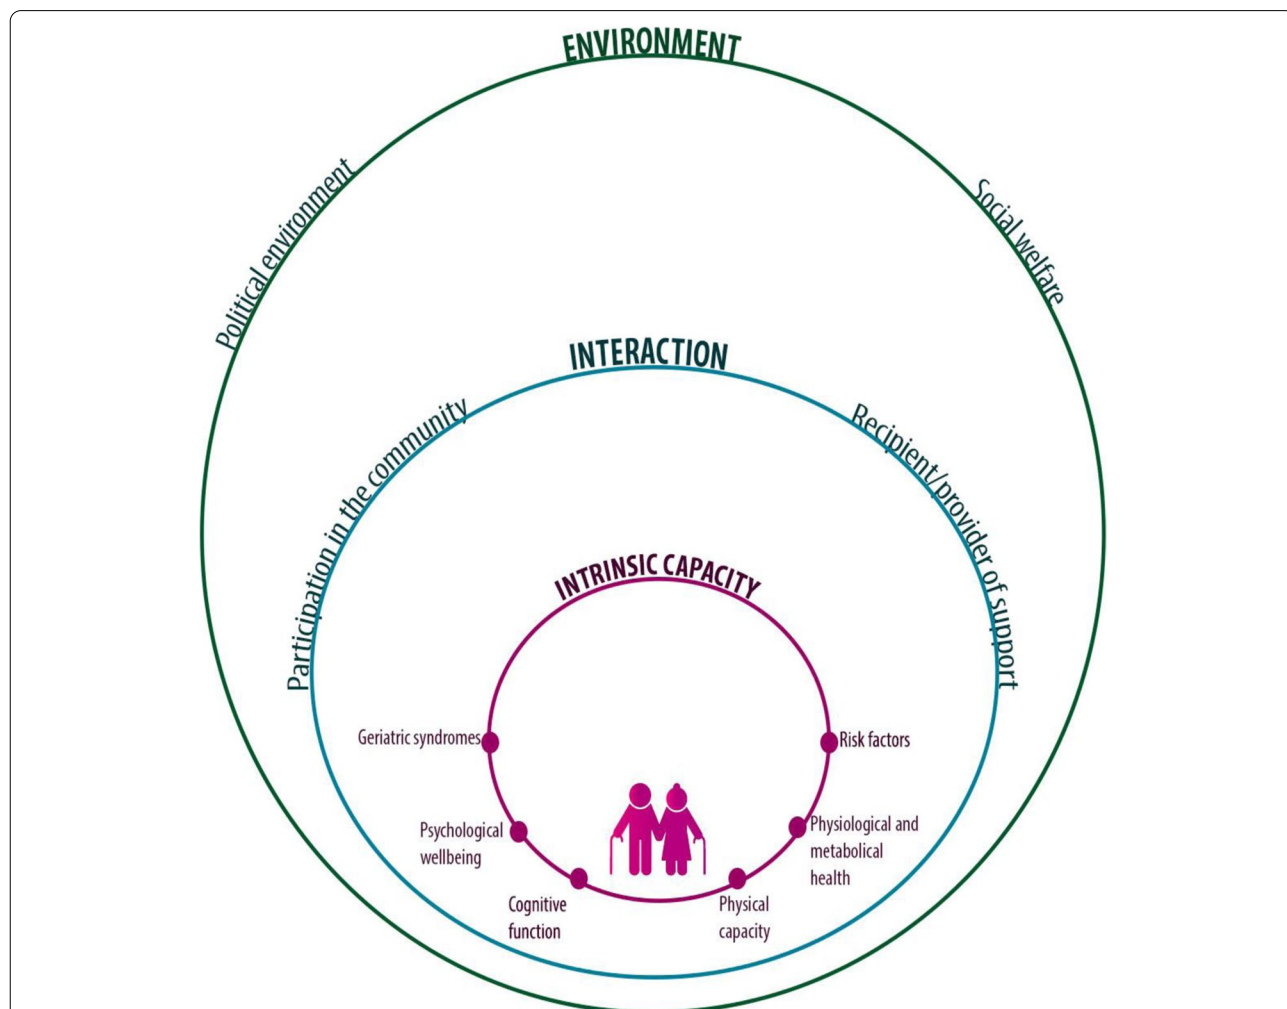 ENVIRONMENT
Political environment
Social welfare
INTERACTION
Participation in the community
Recipient/provider of support
INTRINSIC CAPACITY
Geriatric syndromes
Risk factors
Psychological
wellbeing
Physiological and
metabolical
health
Cognitive
function
Physical
capacity